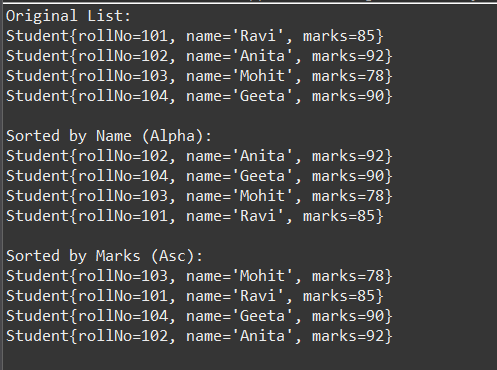 Original List:
Student{rollNo=101, name='Ravi', marks=85}
Student{rollNo=102, name='Anita', marks=92}
Student{rollNo=103, name='Mohit', marks=78}
Student{rollNo=104, name='Geeta', marks=90}
Sorted by Name (Alpha):
Student{rollNo=102, name='Anita', marks=92}
Student{rollNo=104, name='Geeta', marks=90}
Student{rollNo=103, name='Mohit', marks=78}
Student{rollNo=101, name='Ravi', marks=85}
Sorted by Marks (Asc):
Student{rollNo=103, name='Mohit', marks=78}
Student{rollNo=101, name='Ravi', marks=85}
Student{rollNo=104, name='Geeta', marks=90}
Student{rollNo=102, name='Anita', marks=92}